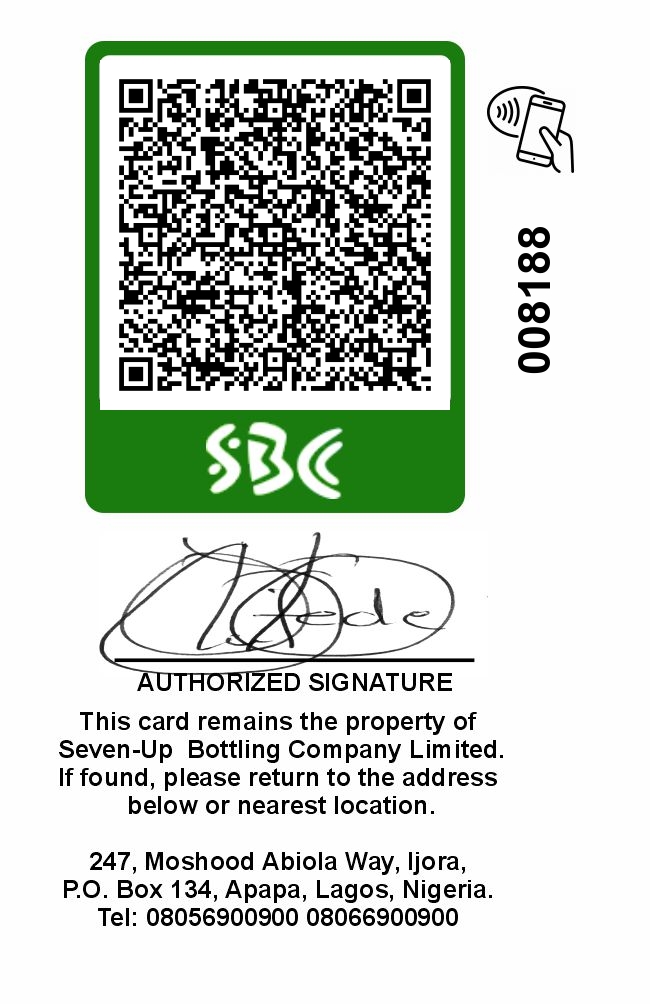 SBC
008188
AUTHORIZED SIGNATURE
This card remains the property of
Seven-Up Bottling Company Limited.
If found, please return to the address
below or nearest location.
247, Moshood Abiola Way, Ijora,
P.O. Box 134, Apapa, Lagos, Nigeria.
Tel: 08056900900 08066900900